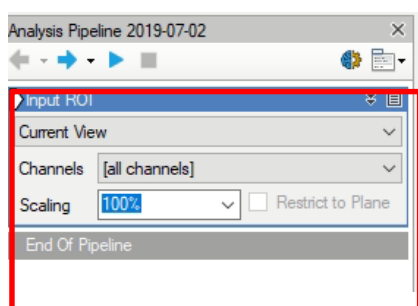 Analysis Pipeline 2019-07-02
Input ROI
Current View
Channels [all channels]
Scaling 100% Restrict to Plane
End Of Pipeline